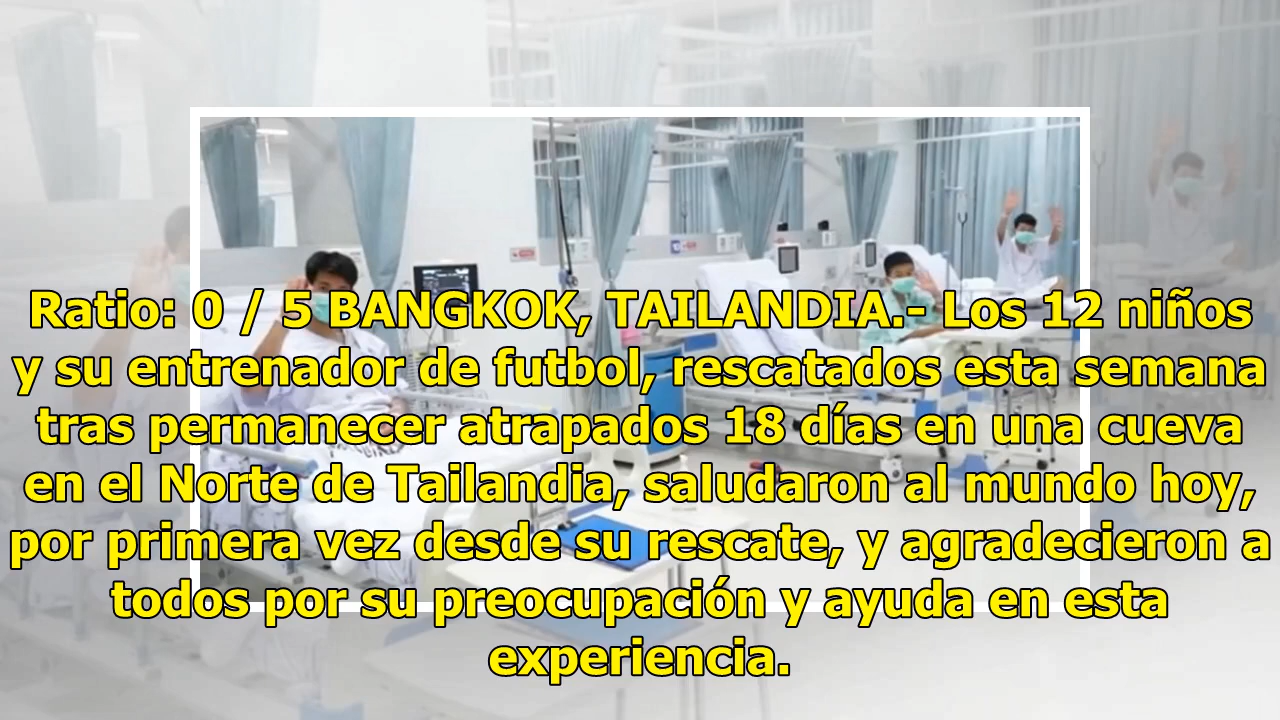 Ratio: 0 / 5 BANGKOK, TAILANDIA.- Los 12 niños
y su entrenador de futbol, rescatados esta semana
tras permanecer atrapados 18 días en una cueva
en el Norte de Tailandia, saludaron al mundo hoy,
por primera vez desde su rescate, y agradecieron a
todos por su preocupación y ayuda en esta
experiencia.